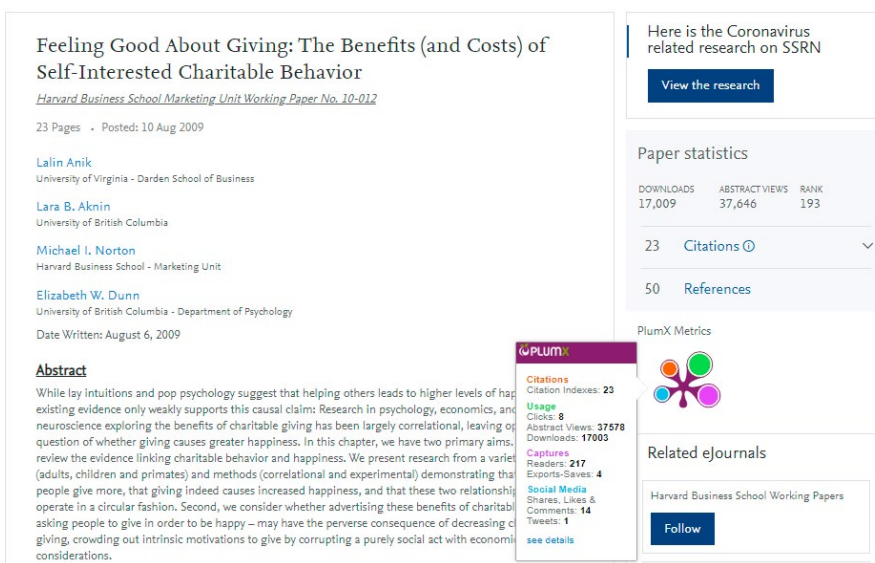 Feeling Good About Giving: The Benefits (and Costs) of
Self-Interested Charitable Behavior
Harvard Business School Marketing Unit Working Paper No. 10-012
23 Pages • Posted: 10 Aug 2009
Lalin Anik
University of Virginia - Darden School of Business
Lara B. Aknin
University of British Columbia
Michael I. Norton
Harvard Business School - Marketing Unit
Elizabeth W. Dunn
University of British Columbia - Department of Psychology
Date Written: August 6, 2009
Abstract
While lay intuitions and pop psychology suggest that helping others leads to higher levels of
existing evidence only weakly supports this causal claim: Research in psychology, economics,
neuroscience exploring the benefits of charitable giving has been largely correlational, leaving
question of whether giving causes greater happiness. In this chapter, we have two primary aims.
review the evidence linking charitable behavior and happiness. We present research from a
(adults, children and primates) and methods (correlational and experimental) demonstrating
people give more, that giving indeed causes increased happiness, and that these two
operate in a circular fashion. Second, we consider whether advertising these benefits of
asking people to give in order to be happy – may have the perverse consequence of decreasing
giving, crowding out intrinsic motivations to give by corrupting a purely social act with
considerations.
PLUMX
Citations
Citation Indexes: 23
Usage
Clicks: 8
Abstract Views: 37578
Downloads: 17003
Captures
Readers: 217
Exports-Saves: 4
Social Media
Shares, Likes &
Comments: 14
Tweets: 1
see details
Here is the Coronavirus
related research on SSRN
View the research
Paper statistics
DOWNLOADS ABSTRACT VIEWS RANK
17,009 37,646 193
23 Citations
50 References
PlumX Metrics
Related eJournals
Harvard Business School Working Papers
Follow